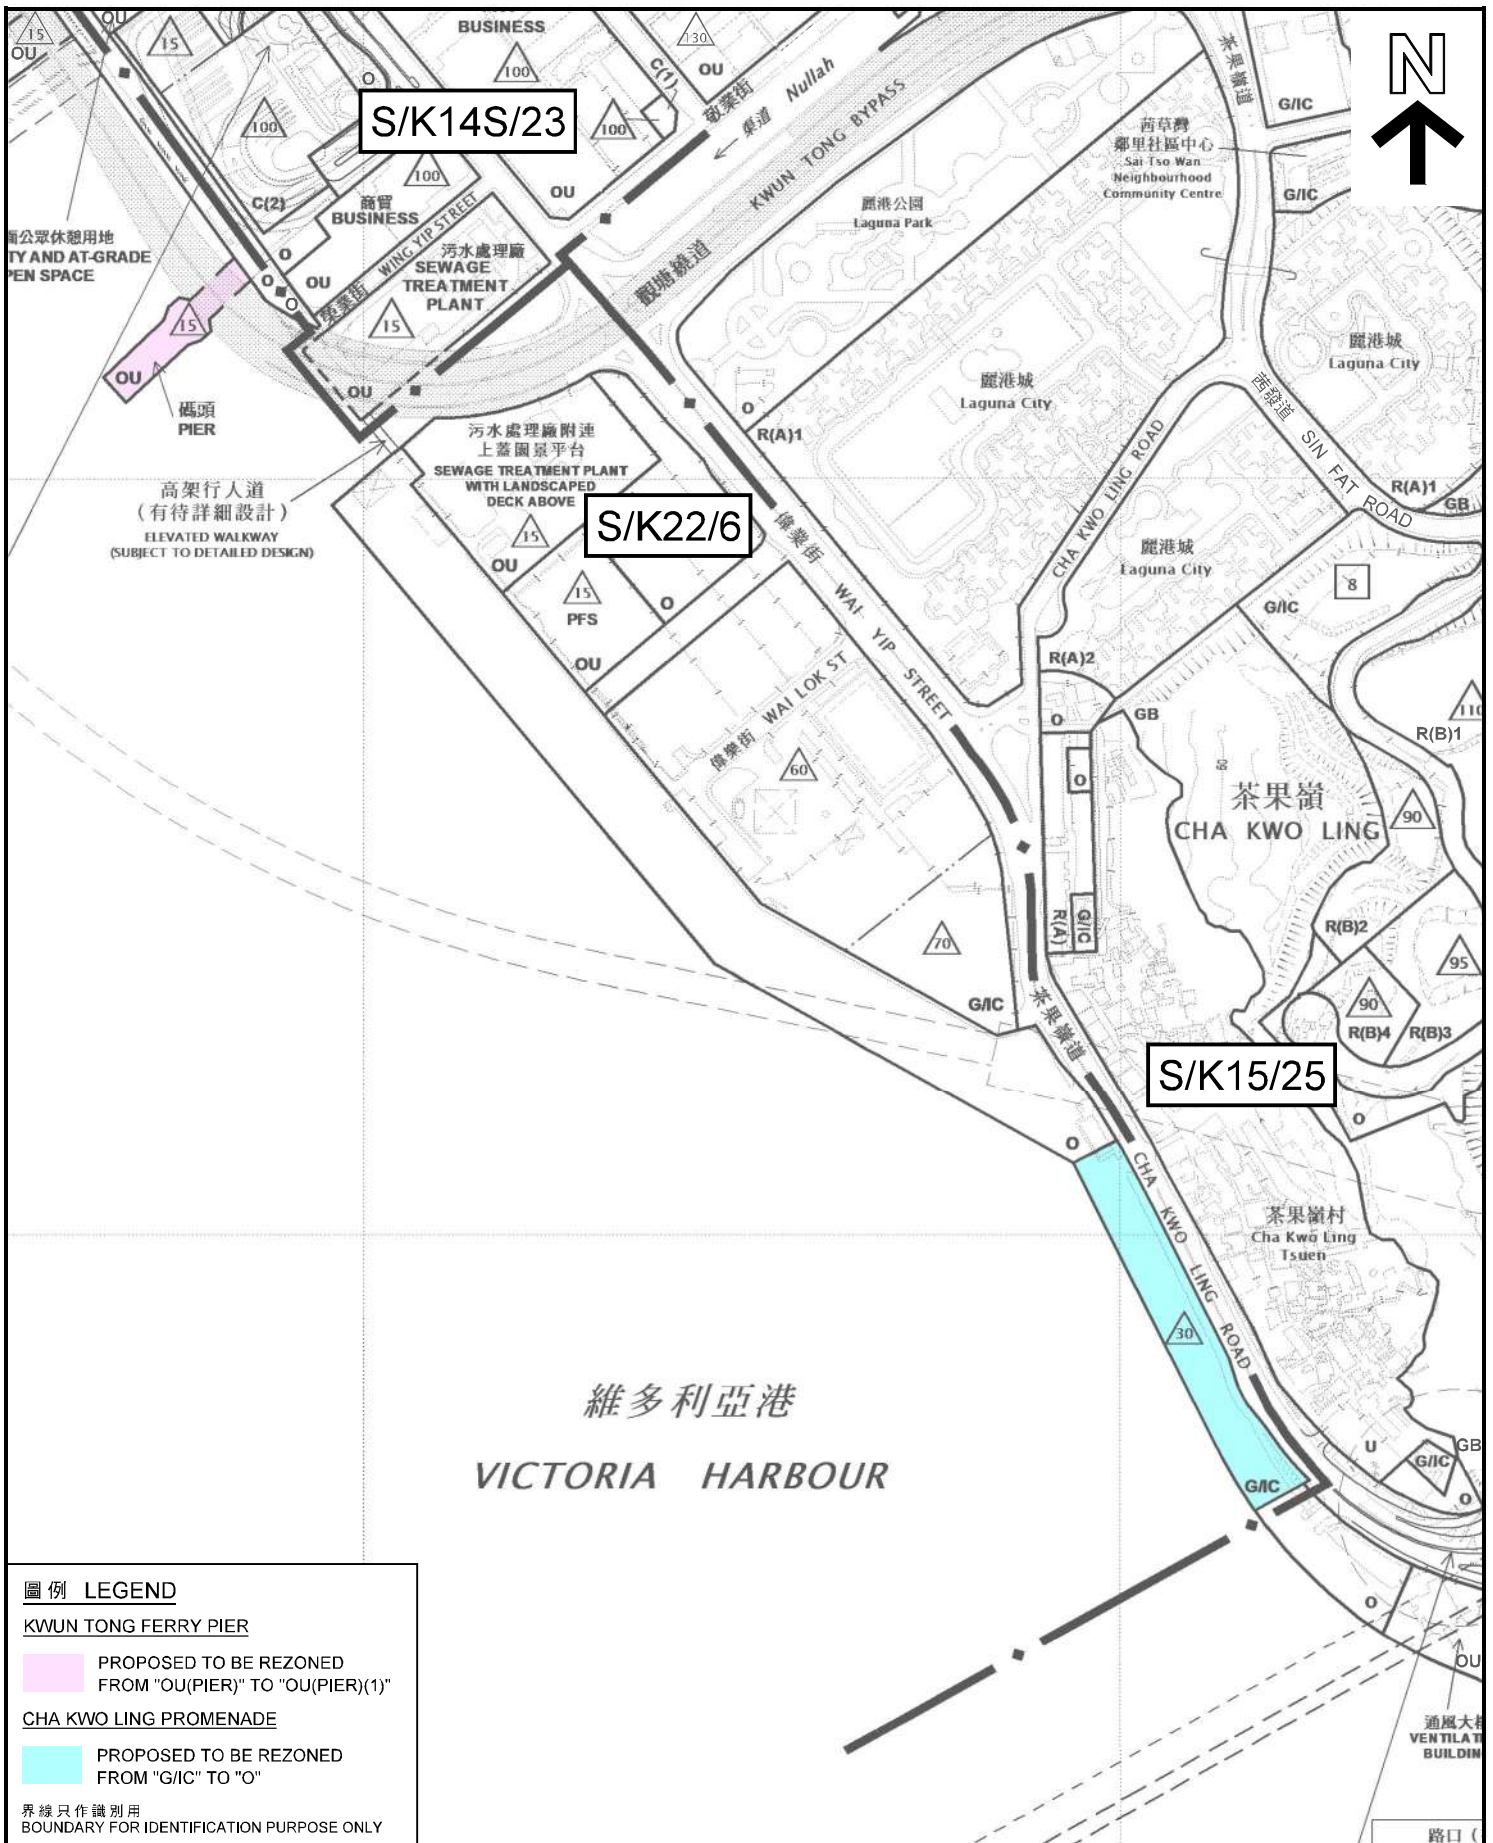 15
OU
OU
15
BUSINESS
100
130
OU
C(1)
敬業街
渠道 Nullah
茶果嶺道
G/IC
N
S/K14S/23
O
100
100
100
C(2)
商貿
BUSINESS
OU
KWUN TONG BYPASS
觀塘繞道
麗港公園
Laguna Park
茜草灣
鄰里社區中心
Sai Tso Wan
Neighbourhood
Community Centre
G/IC
公眾休憩用地
TY AND AT-GRADE
PEN SPACE
O
O
O
OU
榮業街 WING YIP STREET
污水處理廠
SEWAGE
TREATMENT
PLANT
15
15
OU
碼頭
PIER
OU
麗港城
Laguna City
麗港城
Laguna City
O
R(A)1
茜發道 SIN FAT ROAD
CHA KWO LING ROAD
R(A)1
GB
污水處理廠附連
上蓋園景平台
SEWAGE TREATMENT PLANT
WITH LANDSCAPED
DECK ABOVE
15
OU
高架行人道
(有待詳細設計)
ELEVATED WALKWAY
(SUBJECT TO DETAILED DESIGN)
S/K22/6
15
PFS
O
OU
偉業街 WAI YIP STREET
偉樂街 WAI LOK ST
麗港城
Laguna City
8
G/IC
R(A)2
O
GB
110
R(B)1
60
60
O
茶果嶺
CHA KWO LING
90
R(A)
G/IC
R(B)2
95
70
G/IC
90
R(B)4
R(B)3
茶果嶺道
S/K15/25
O
O
CHA KWO LING ROAD
茶果嶺村
Cha Kwo Ling
Tsuen
30
維多利亞港
VICTORIA HARBOUR
U
G/IC
GB
G/IC
O
O
OU
通風大
VENTILAT
BUILDIN
路口 (
圖例 LEGEND
KWUN TONG FERRY PIER
PROPOSED TO BE REZONED
FROM "OU(PIER)" TO "OU(PIER)(1)"
CHA KWO LING PROMENADE
PROPOSED TO BE REZONED
FROM "G/IC" TO "O"
界線只作識別用
BOUNDARY FOR IDENTIFICATION PURPOSE ONLY